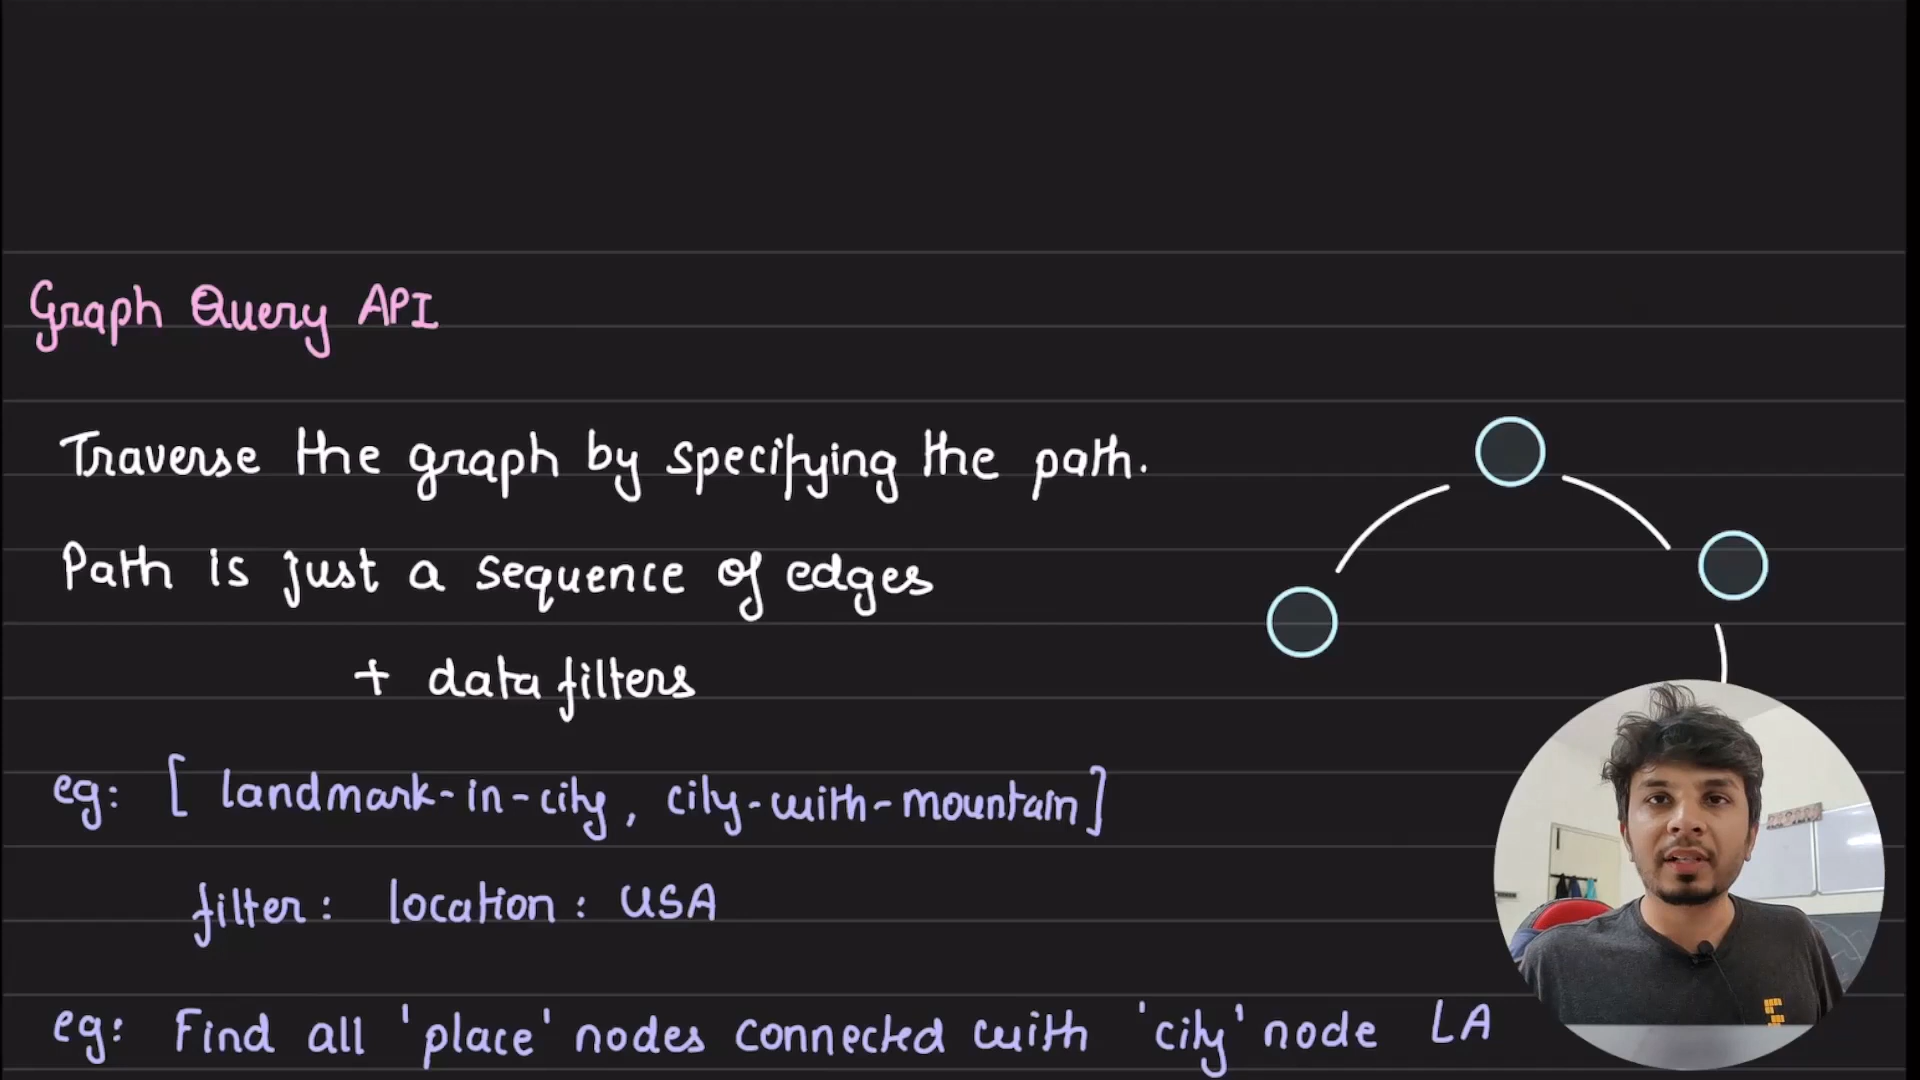 Graph Query API
Traverse the graph by specifying the path.
Path is just a sequence of edges
+ data filters
eg: [ landmark-in-city, city-with-mountain]
filter: location: USA
eg: Find all 'place' nodes connected with 'city' node LA